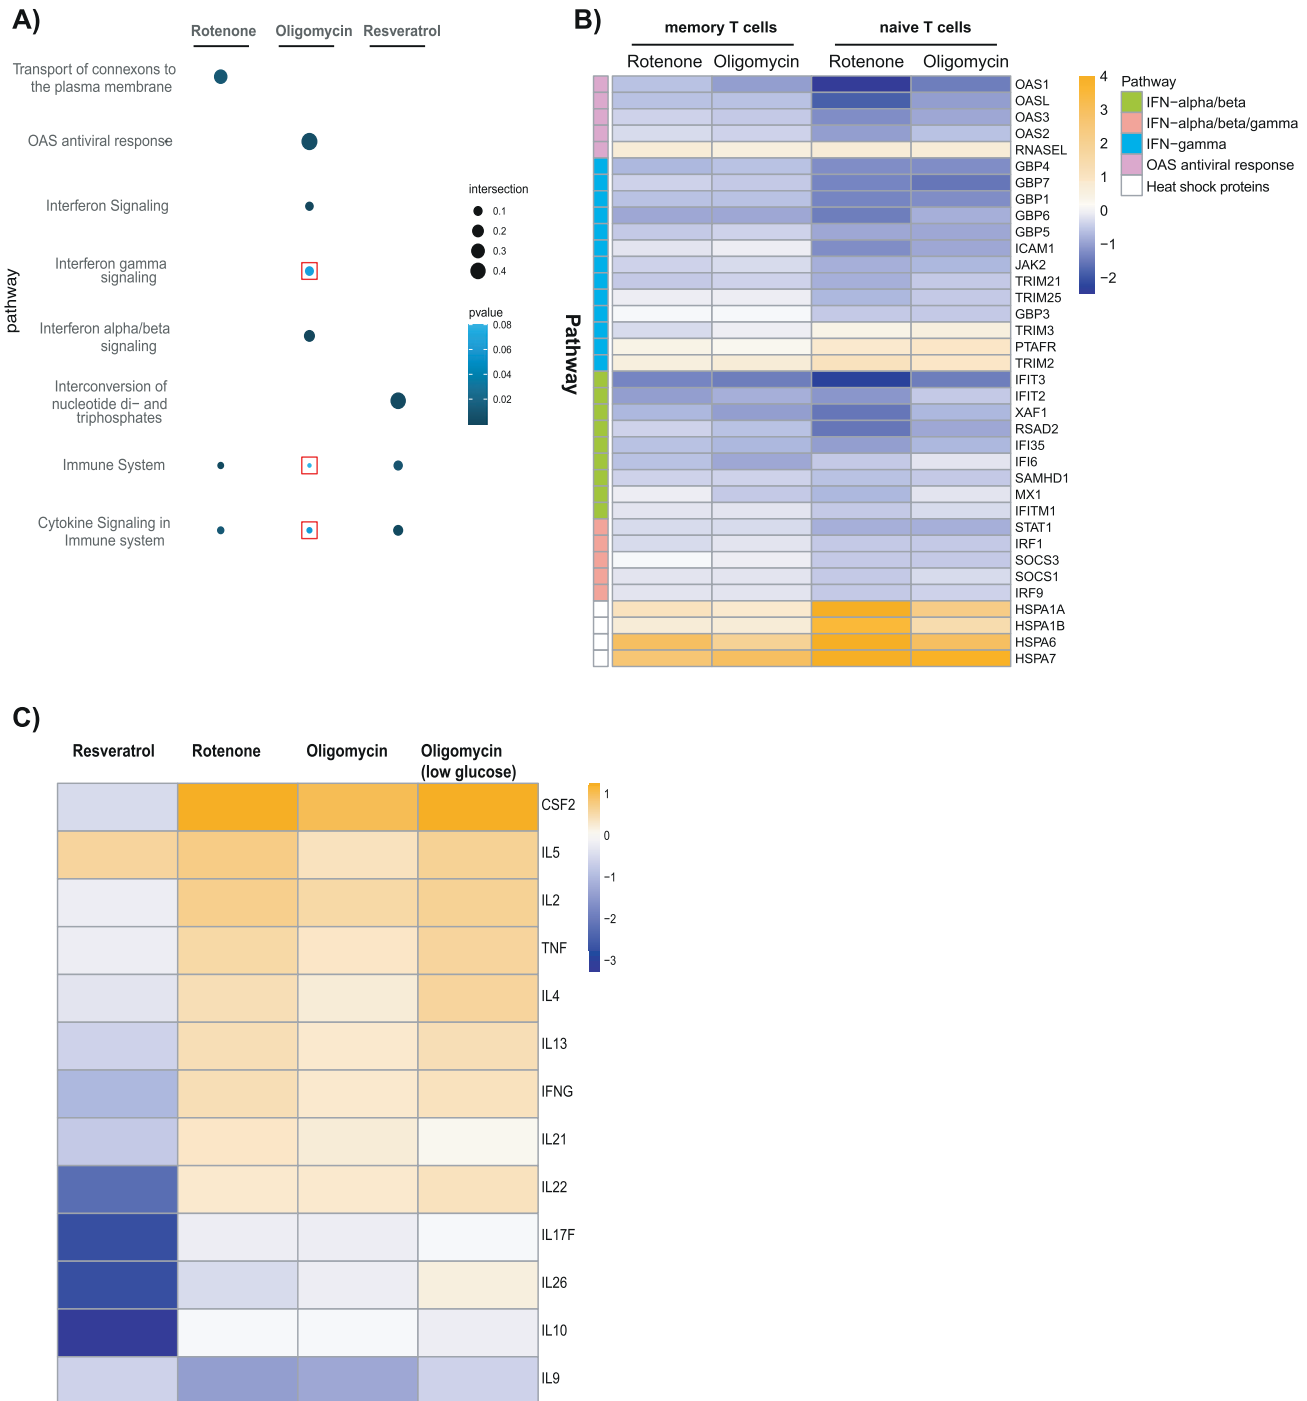 A)
Rotenone Oligomycin Resveratrol
Transport of connexons to
the plasma membrane
OAS antiviral response
Interferon Signaling
Interferon gamma
signaling
Interferon alpha/beta
signaling
Interconversion of
nucleotide di− and
triphosphates
Immune System
Cytokine Signaling in
Immune system
pathway
intersection
0.1
0.2
0.3
0.4
pvalue
0.08
0.06
0.04
0.02
B)
memory T cells naive T cells
Rotenone Oligomycin Rotenone Oligomycin
Pathway
OAS1
OASL
OAS3
OAS2
RNASEL
GBP4
GBP7
GBP1
GBP6
GBP5
ICAM1
JAK2
TRIM21
TRIM25
GBP3
TRIM3
PTAFR
TRIM2
IFIT3
IFIT2
XAF1
RSAD2
IFI35
IFI6
SAMHD1
MX1
IFITM1
STAT1
IRF1
SOCS3
SOCS1
IRF9
HSPA1A
HSPA1B
HSPA6
HSPA7
4
3
2
1
0
−1
−2
Pathway
IFN−alpha/beta
IFN−alpha/beta/gamma
IFN−gamma
OAS antiviral response
Heat shock proteins
C)
Resveratrol Rotenone Oligomycin Oligomycin
(low glucose)
CSF2
IL5
IL2
TNF
IL4
IL13
IFNG
IL21
IL22
IL17F
IL26
IL10
IL9
1
0
−1
−2
−3